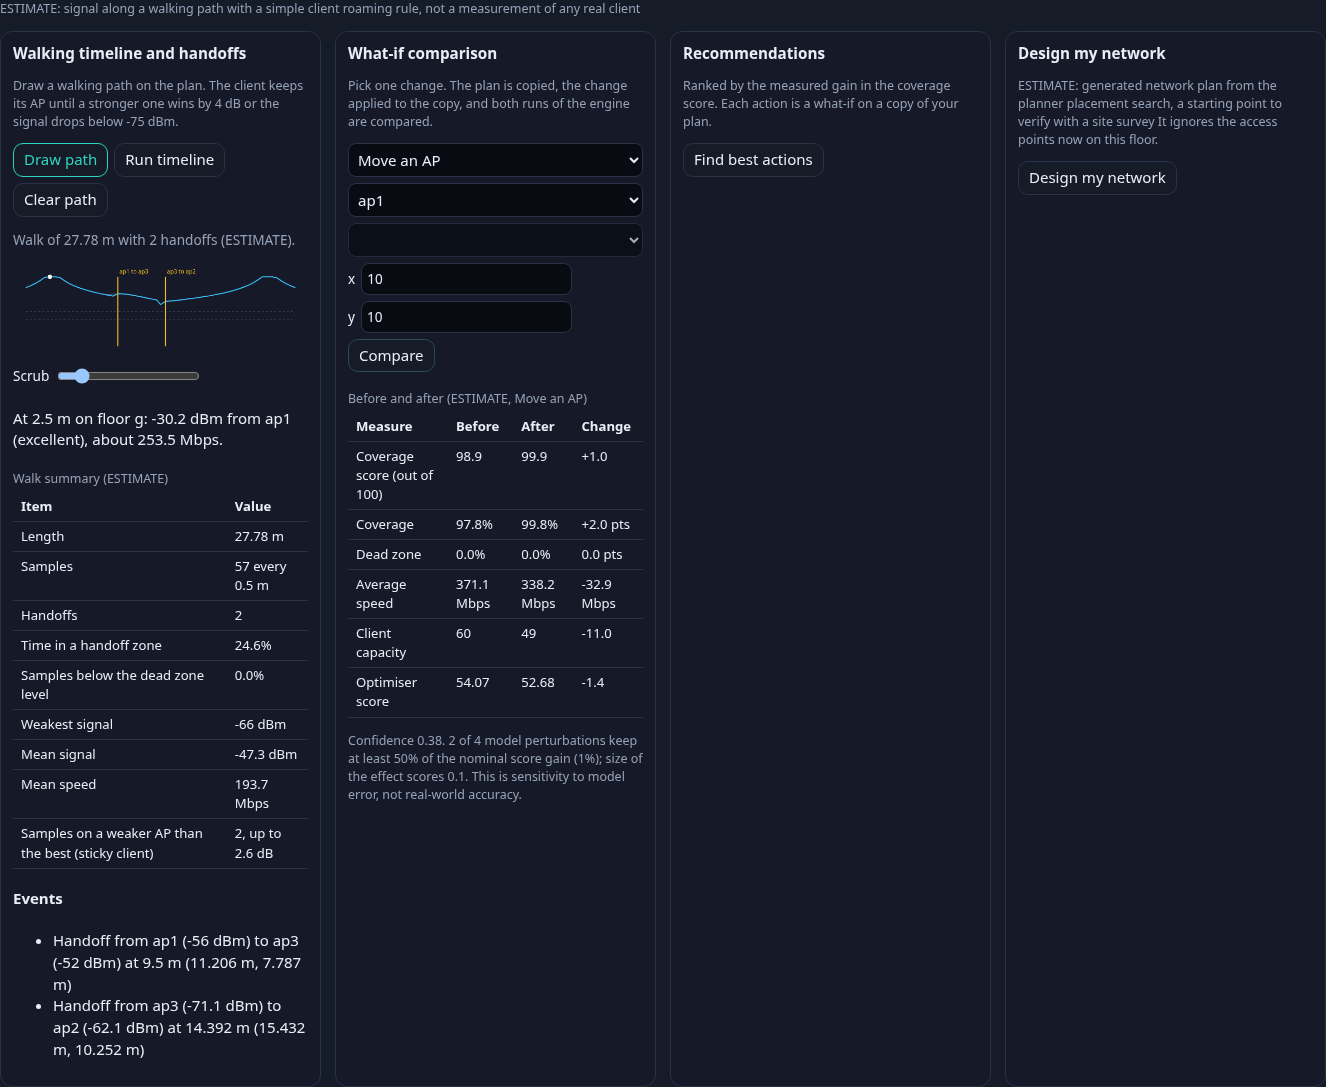 ESTIMATE: signal along a walking path with a simple client roaming rule, not a measurement of any real client
Walking timeline and handoffs
Draw a walking path on the plan. The client keeps
its AP until a stronger one wins by 4 dB or the
signal drops below -75 dBm.
Draw path
Run timeline
Clear path
Walk of 27.78 m with 2 handoffs (ESTIMATE).
ap1 to ap3
ap3 to ap2
Scrub
At 2.5 m on floor g: -30.2 dBm from ap1
(excellent), about 253.5 Mbps.
Walk summary (ESTIMATE)
Item Value
Length 27.78 m
Samples 57 every
0.5 m
Handoffs 2
Time in a handoff zone 24.6%
Samples below the dead zone 0.0%
level
Weakest signal -66 dBm
Mean signal -47.3 dBm
Mean speed 193.7
Mbps
Samples on a weaker AP than 2, up to
the best (sticky client) 2.6 dB
Events
• Handoff from ap1 (-56 dBm) to ap3
(-52 dBm) at 9.5 m (11.206 m, 7.787
m)
• Handoff from ap3 (-71.1 dBm) to
ap2 (-62.1 dBm) at 14.392 m (15.432
m, 10.252 m)
What-if comparison
Pick one change. The plan is copied, the change
applied to the copy, and both runs of the engine
are compared.
Move an AP
ap1
x 10
y 10
Compare
Before and after (ESTIMATE, Move an AP)
Measure Before After Change
Coverage 98.9 99.9 +1.0
score (out of
100)
Coverage 97.8% 99.8% +2.0 pts
Dead zone 0.0% 0.0% 0.0 pts
Average 371.1 338.2 -32.9
speed Mbps Mbps Mbps
Client 60 49 -11.0
capacity
Optimiser 54.07 52.68 -1.4
score
Confidence 0.38. 2 of 4 model perturbations keep
at least 50% of the nominal score gain (1%); size of
the effect scores 0.1. This is sensitivity to model
error, not real-world accuracy.
Recommendations
Ranked by the measured gain in the coverage
score. Each action is a what-if on a copy of your
plan.
Find best actions
Design my network
ESTIMATE: generated network plan from the
planner placement search, a starting point to
verify with a site survey It ignores the access
points now on this floor.
Design my network